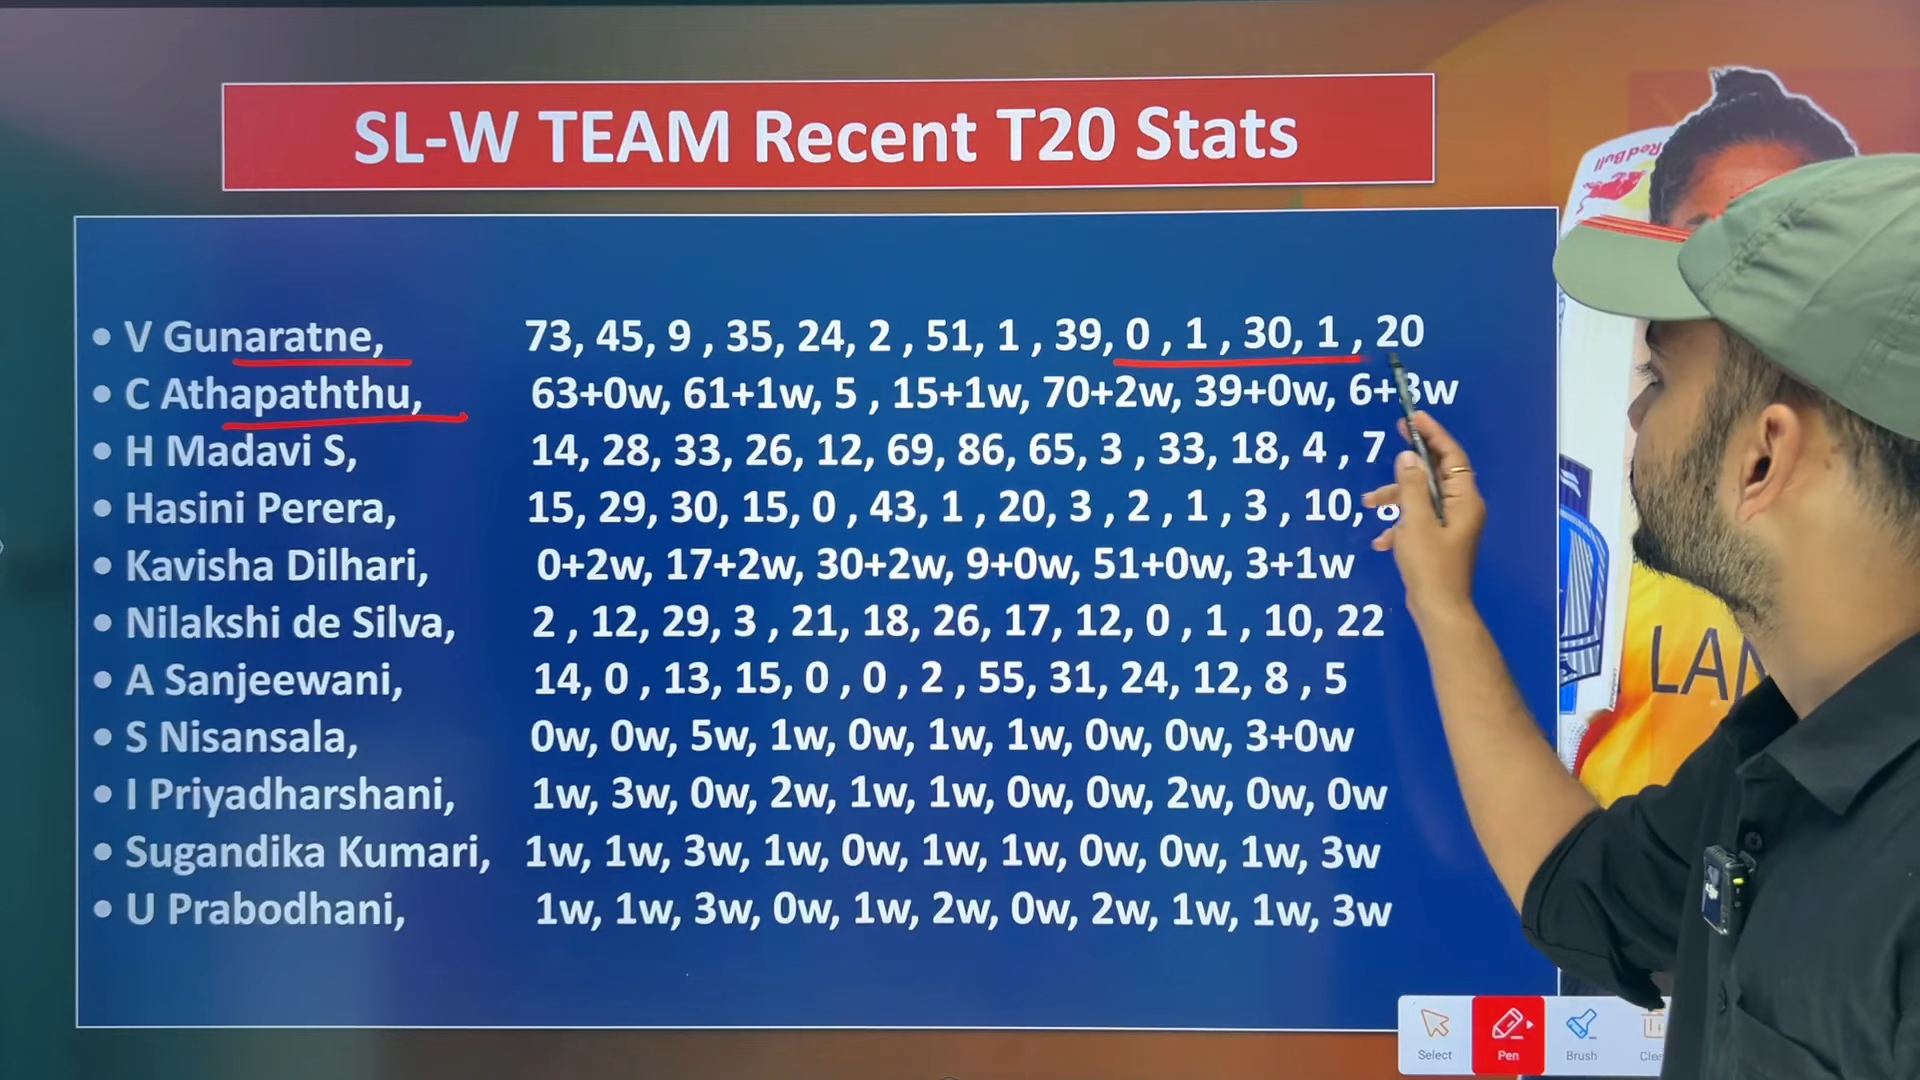 SL-W TEAM Recent T20 Stats
Red Bull
• V Gunaratne, 73, 45, 9 , 35, 24, 2 , 51, 1 , 39, 0 , 1 , 30, 1 , 20
• C Athapaththu, 63+0w, 61+1w, 5 , 15+1w, 70+2w, 39+0w, 6+3w
• H Madavi S, 14, 28, 33, 26, 12, 69, 86, 65, 3 , 33, 18, 4 , 7
• Hasini Perera, 15, 29, 30, 15, 0 , 43, 1 , 20, 3 , 2 , 1 , 3 , 10, 8
• Kavisha Dilhari, 0+2w, 17+2w, 30+2w, 9+0w, 51+0w, 3+1w
• Nilakshi de Silva, 2 , 12, 29, 3 , 21, 18, 26, 17, 12, 0 , 1 , 10, 22
• A Sanjeewani, 14, 0 , 13, 15, 0 , 0 , 2 , 55, 31, 24, 12, 8 , 5
LAN
• S Nisansala, 0w, 0w, 5w, 1w, 0w, 1w, 1w, 0w, 0w, 3+0w
• I Priyadharshani, 1w, 3w, 0w, 2w, 1w, 1w, 0w, 0w, 2w, 0w, 0w
• Sugandika Kumari, 1w, 1w, 3w, 1w, 0w, 1w, 1w, 0w, 0w, 1w, 3w
• U Prabodhani, 1w, 1w, 3w, 0w, 1w, 2w, 0w, 2w, 1w, 1w, 3w
Select Pen Brush